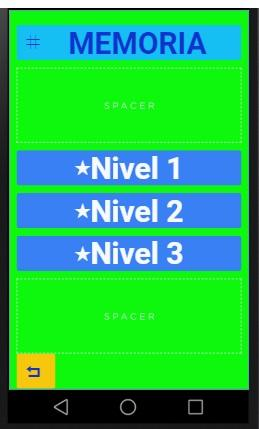 # MEMORIA
SPACER
★Nivel 1
★Nivel 2
★Nivel 3
SPACER